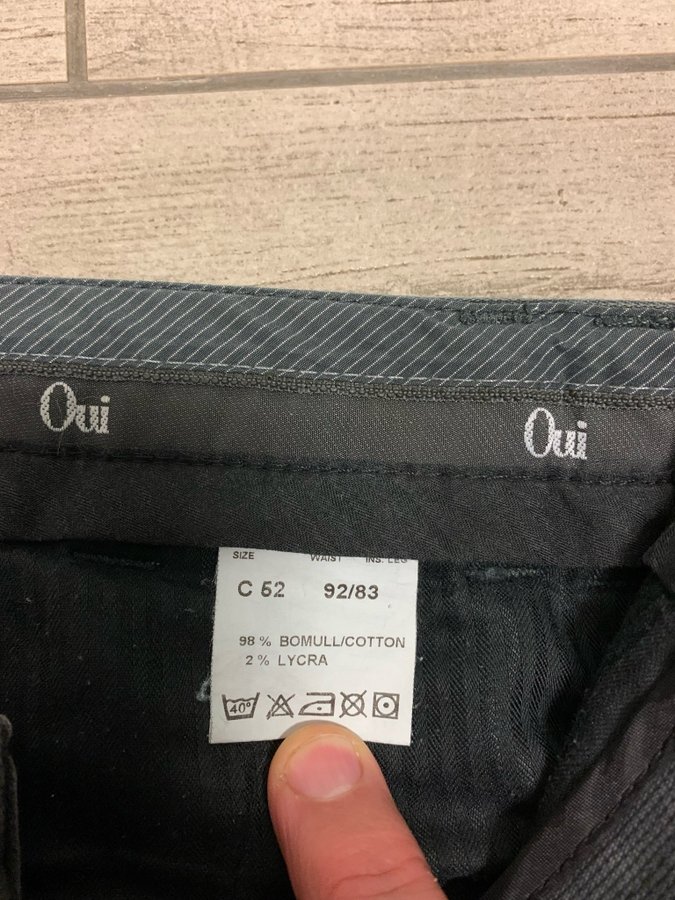 Oui
Oui
SIZE WAIST INS. LEG
C 52 92/83
98 % BOMULL/COTTON
2 % LYCRA
40°